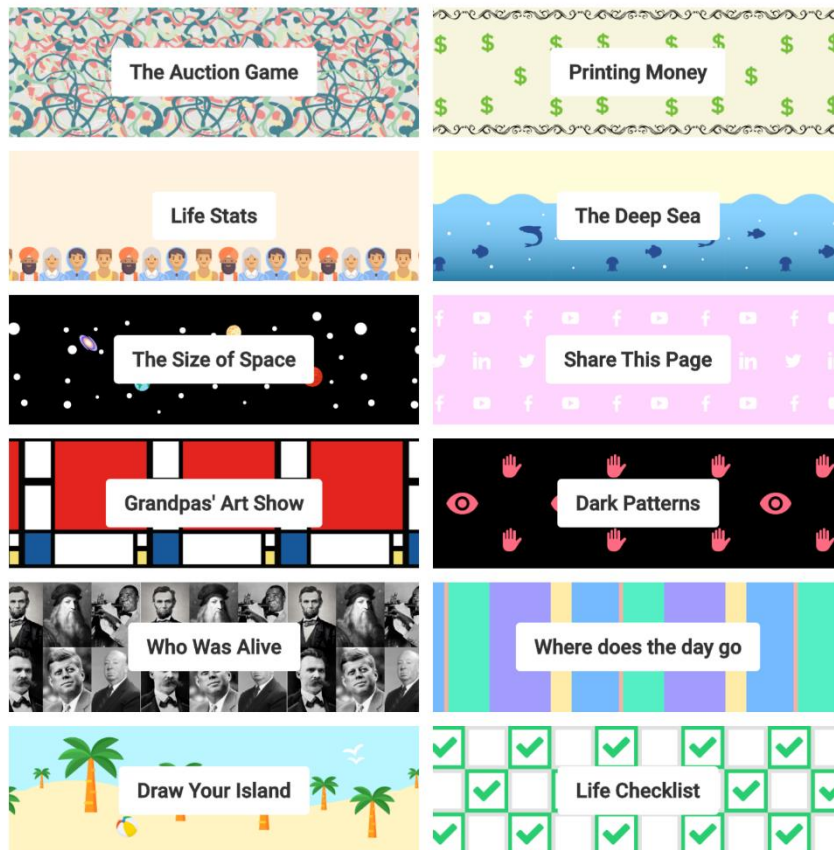 The Auction Game
Printing Money
Life Stats
The Deep Sea
The Size of Space
Share This Page
Grandpas' Art Show
Dark Patterns
Who Was Alive
Where does the day go
Draw Your Island
Life Checklist